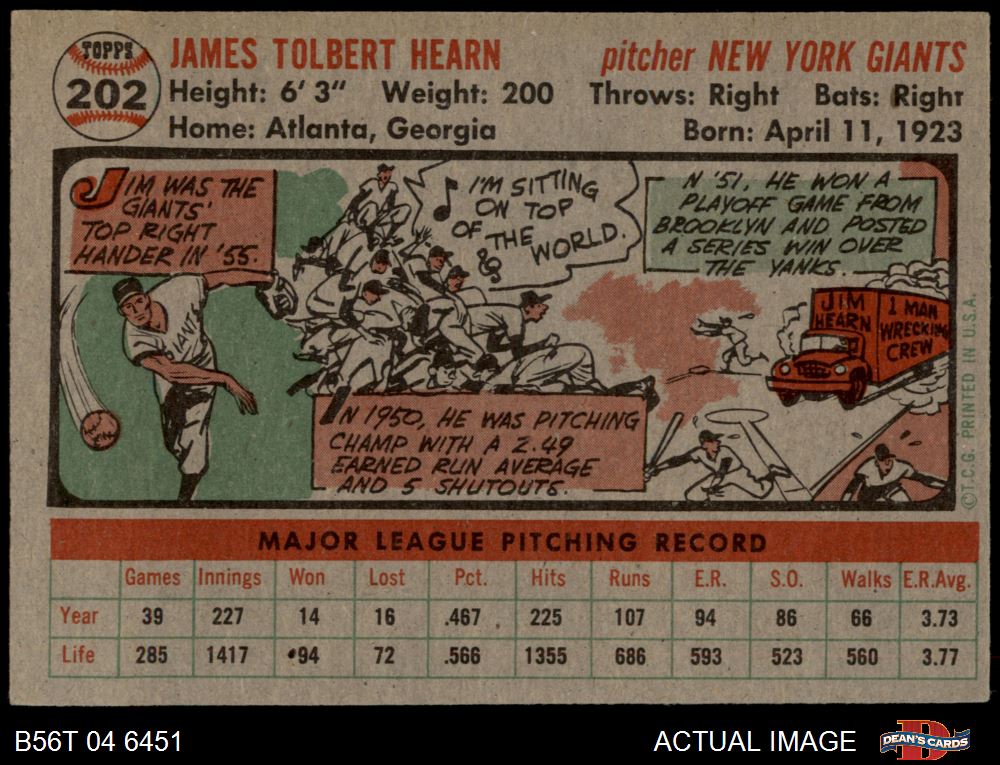 TOPPS
202
JAMES TOLBERT HEARN
pitcher NEW YORK GIANTS
Height: 6' 3" Weight: 200 Throws: Right Bats: Right
Home: Atlanta, Georgia
Born: April 11, 1923
JIM WAS THE
GIANTS'
TOP RIGHT
HANDER IN '55.
GIANTS
I'M SITTING
ON TOP
OF THE
WORLD.
N '51, HE WON A
PLAYOFF GAME FROM
BROOKLYN AND POSTED
A SERIES WIN OVER
THE YANKS.
JIM
HEARN
1 MAN
WRECKING
CREW
N 1950, HE WAS PITCHING
CHAMP WITH A 2.49
EARNED RUN AVERAGE
AND 5 SHUTOUTS.
©T.C.G. PRINTED IN U.S.A.
MAJOR LEAGUE PITCHING RECORD
Games Innings Won Lost Pct. Hits Runs E.R. S.O. Walks E.R.Avg.
Year 39 227 14 16 .467 225 107 94 86 66 3.73
Life 285 1417 94 72 .566 1355 686 593 523 560 3.77
B56T 04 6451
ACTUAL IMAGE
D
DEAN'S CARDS